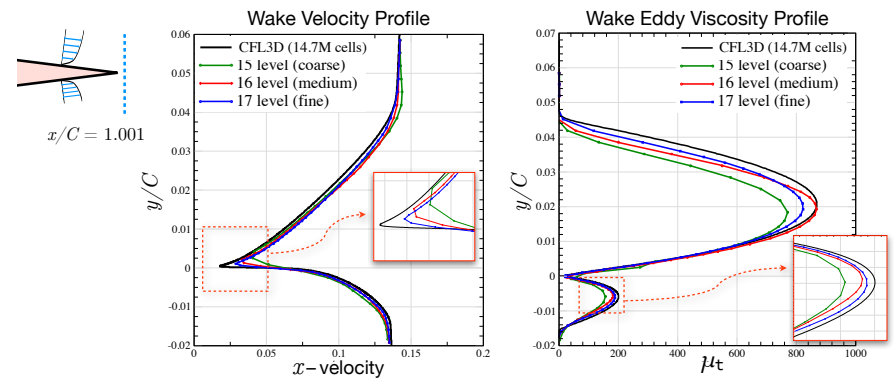 Wake Velocity Profile
Wake Eddy Viscosity Profile
x/C = 1.001
y/C
0.06
0.05
0.04
0.03
0.02
0.01
0
-0.01
-0.02
CFL3D (14.7M cells)
15 level (coarse)
16 level (medium)
17 level (fine)
0
0.05
0.1
0.15
0.2
x-velocity
y/C
0.06
0.05
0.04
0.03
0.02
0.01
0
-0.01
-0.02
CFL3D (14.7M cells)
15 level (coarse)
16 level (medium)
17 level (fine)
0
200
400
600
800
1000
μt